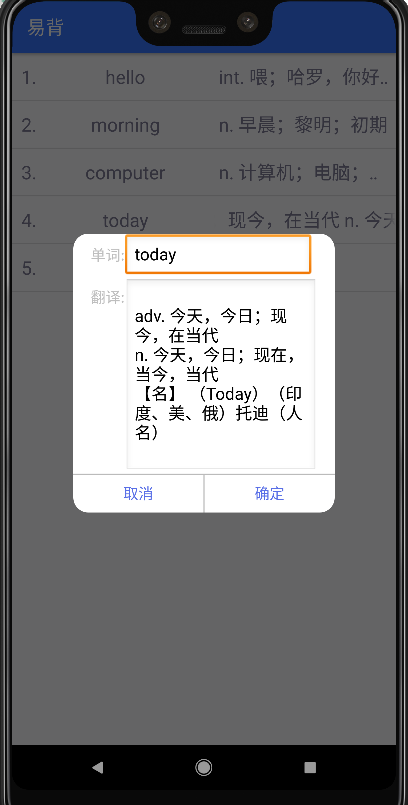 易背
1. hello int. 喂；哈罗，你好..
2. morning n. 早晨；黎明；初期
3. computer n. 计算机；电脑；..
4. today 现今，在当代 n. 今天
5.
单词: today
翻译:
adv. 今天，今日；现
今，在当代
n. 今天，今日；现在，
当今，当代
【名】 （Today）（印
度、美、俄）托迪（人
名）
取消 确定